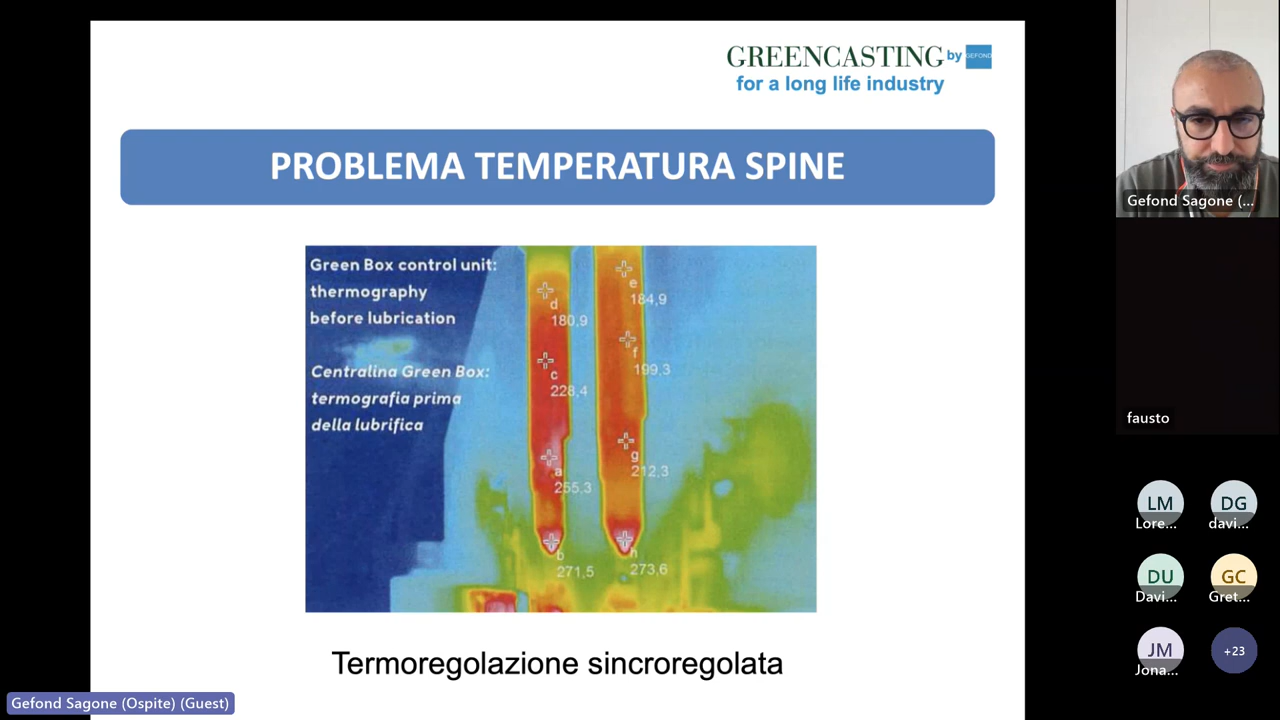 GREENCASTING by GEFOND
for a long life industry
PROBLEMA TEMPERATURA SPINE
Green Box control unit:
thermography
before lubrication
Centralina Green Box:
termografia prima
della lubrifica
d
180,9
c
228,4
a
255,3
b
271,5
e
184,9
f
199,3
g
212,3
h
273,6
Termoregolazione sincroregolata
Gefond Sagone (Ospite) (Guest)
Gefond Sagone (...
fausto
LM
Lore...
DG
davi...
DU
Davi...
GC
Gret...
JM
Jona...
+23